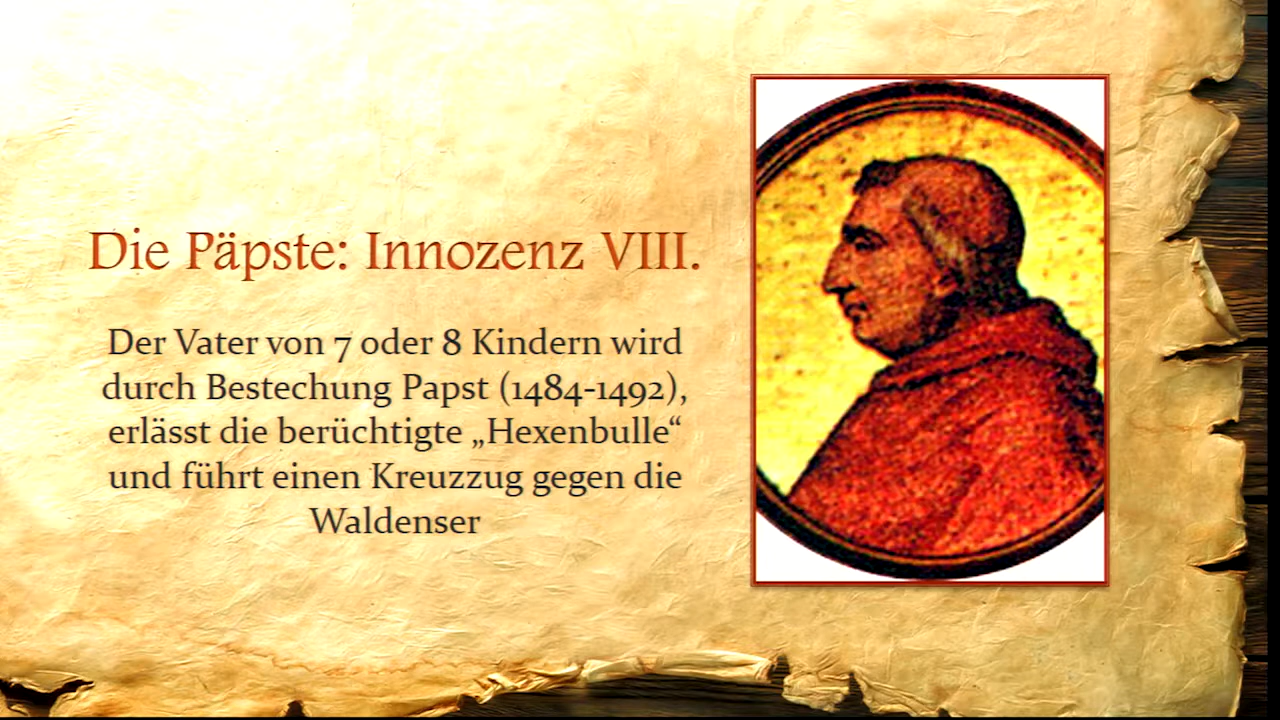 Die Päpste: Innozenz VIII.
Der Vater von 7 oder 8 Kindern wird
durch Bestechung Papst (1484-1492),
erlässt die berüchtigte „Hexenbulle“
und führt einen Kreuzzug gegen die
Waldenser